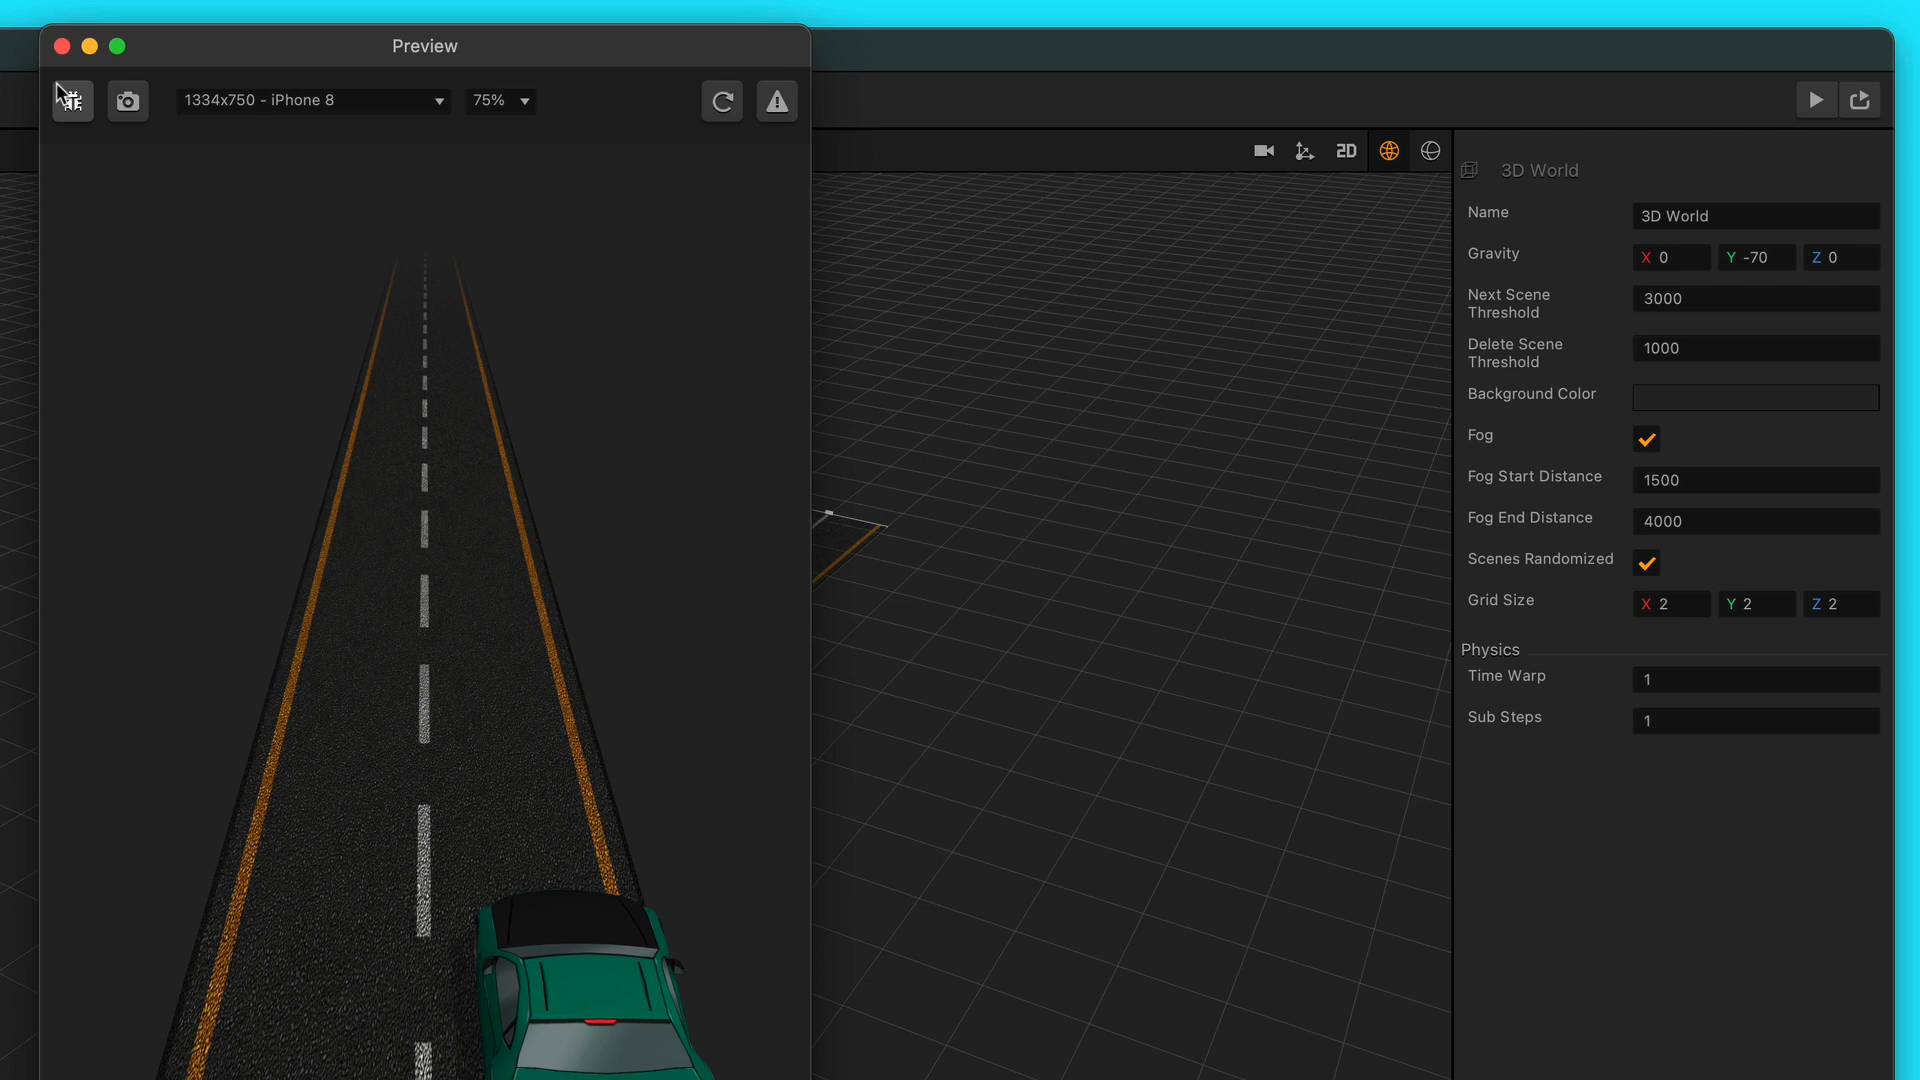 Preview
1334x750 - iPhone 8
75%
2D
3D World
Name
3D World
Gravity
X 0
Y -70
Z 0
Next Scene
Threshold
3000
Delete Scene
Threshold
1000
Background Color
Fog
Fog Start Distance
1500
Fog End Distance
4000
Scenes Randomized
Grid Size
X 2
Y 2
Z 2
Physics
Time Warp
1
Sub Steps
1